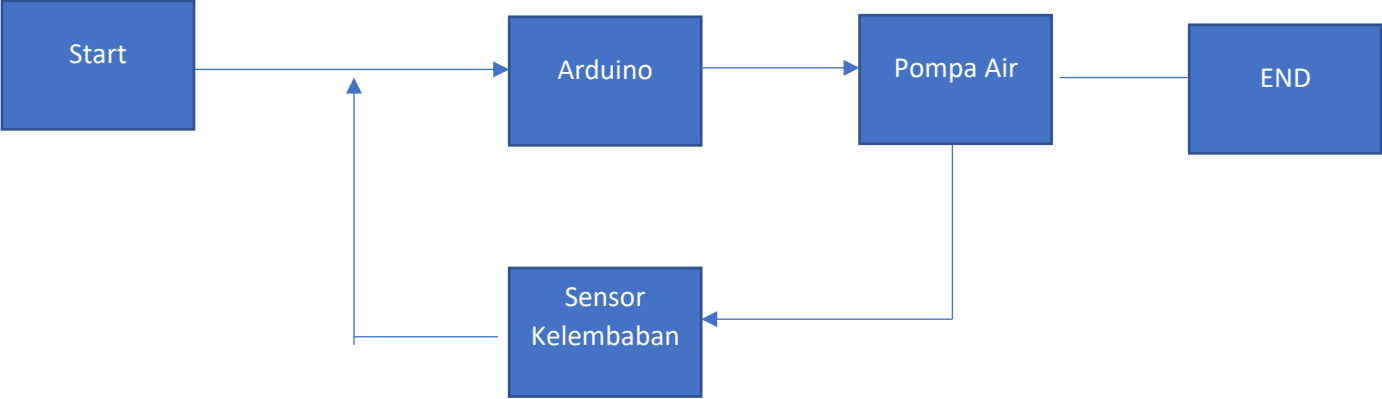 Start
Arduino
Pompa Air
END
Sensor
Kelembaban